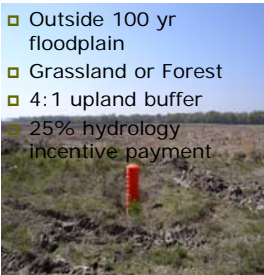 Outside 100 yr
floodplain
Grassland or Forest
4:1 upland buffer
25% hydrology
incentive payment